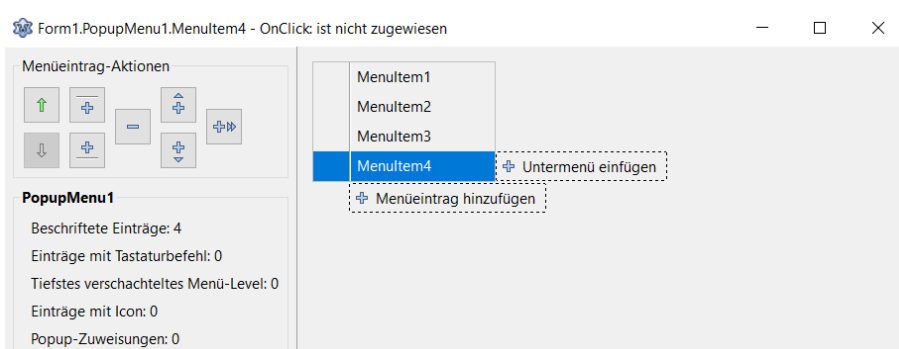 Form1.PopupMenu1.MenuItem4 - OnClick: ist nicht zugewiesen
Menüeintrag-Aktionen
PopupMenu1
Beschriftete Einträge: 4
Einträge mit Tastaturbefehl: 0
Tiefstes verschachteltes Menü-Level: 0
Einträge mit Icon: 0
Popup-Zuweisungen: 0
MenuItem1
MenuItem2
MenuItem3
MenuItem4
Untermenü einfügen
Menüeintrag hinzufügen